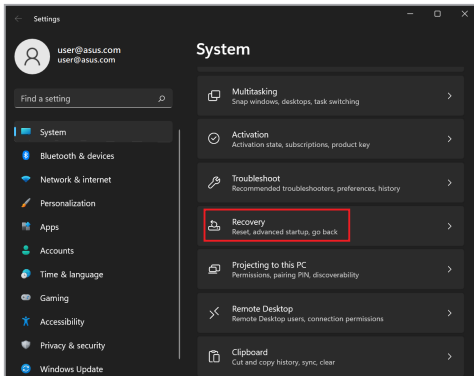 Settings
user@asus.com
user@asus.com
Find a setting
System
Bluetooth & devices
Network & internet
Personalization
Apps
Accounts
Time & language
Gaming
Accessibility
Privacy & security
Windows Update
System
Multitasking
Snap windows, desktops, task switching
Activation
Activation state, subscriptions, product key
Troubleshoot
Recommended troubleshooters, preferences, history
Recovery
Reset, advanced startup, go back
Projecting to this PC
Permissions, pairing PIN, discoverability
Remote Desktop
Remote Desktop users, connection permissions
Clipboard
Cut and copy history, sync, clear